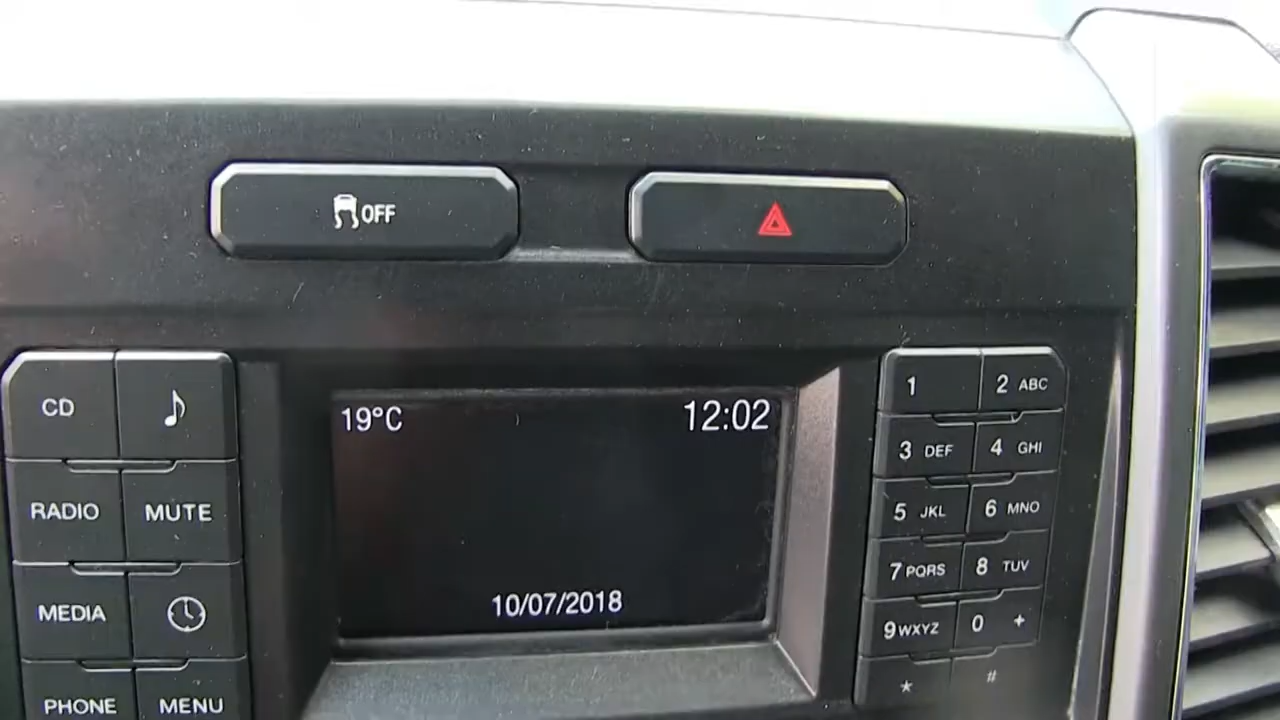 OFF
19°C 12:02
10/07/2018
CD
RADIO MUTE
MEDIA
PHONE MENU
1 2 ABC
3 DEF 4 GHI
5 JKL 6 MNO
7 PQRS 8 TUV
9 WXYZ 0 +
* #